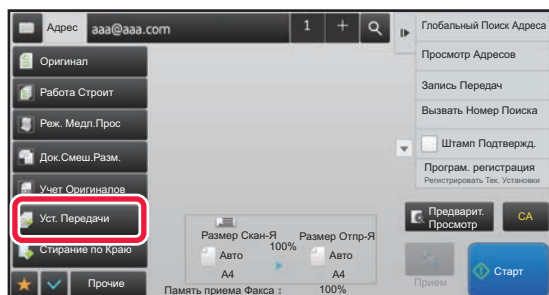 Адрес
aaa@aaa.com
1
+
Оригинал
Работа Строит
Реж. Медл.Прос
Док.Смеш.Разм.
Учет Оригиналов
Уст. Передачи
Стирание по Краю
Прочие
Размер Скан-Я
Размер Отпр-Я
100%
Авто
Авто
A4
A4
Память приема Факса :
100%
Глобальный Поиск Адреса
Просмотр Адресов
Запись Передач
Вызвать Номер Поиска
Штамп Подтвержд.
Програм. регистрация
Регистрировать Тек. Установки
Предварит.
Просмотр
CA
Прием
Старт